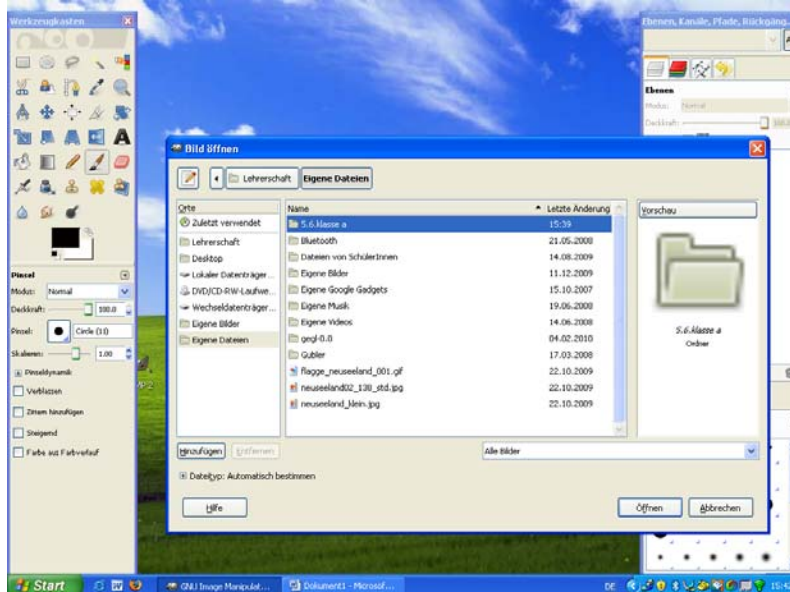 Werkzeugkasten
Modus: Normal
Deckkraft: 100.0
Pinsel
Pinsel: Circle (11)
Skalieren: 1.00
Pinseldynamik
Verblassen
Zittern hinzufügen
Steigernd
Farbe aus Farbverlauf
Ebenen, Kanäle, Pfade, Rückgäng...
Ebenen
Modus: Normal
Deckkraft:
Bild öffnen
Lehrerschaft Eigene Dateien
Orte
Zuletzt verwendet
Lehrerschaft
Desktop
Lokaler Datenträger...
DVD/CD-RW-Laufwe...
Wechseldatenträger...
Eigene Bilder
Eigene Dateien
Name Letzte Änderung
5.6.klasse a 15:39
Bluetooth 21.05.2008
Dateien von SchülerInnen 14.08.2009
Eigene Bilder 11.12.2009
Eigene Google Gadgets 15.10.2007
Eigene Musik 19.06.2008
Eigene Videos 14.06.2008
gegl-0.0 04.02.2010
Gubler 17.03.2008
flagge_neuseeland_001.gif 22.10.2009
neuseeland02_138_std.jpg 22.10.2009
neuseeland_klein.jpg 22.10.2009
Vorschau
5.6.klasse a
Ordner
Hinzufügen Entfernen Alle Bilder
Dateityp: Automatisch bestimmen
Hilfe Öffnen Abbrechen
Start GNU Image Manipulat... Dokument1 - Microsof... DE 15:42